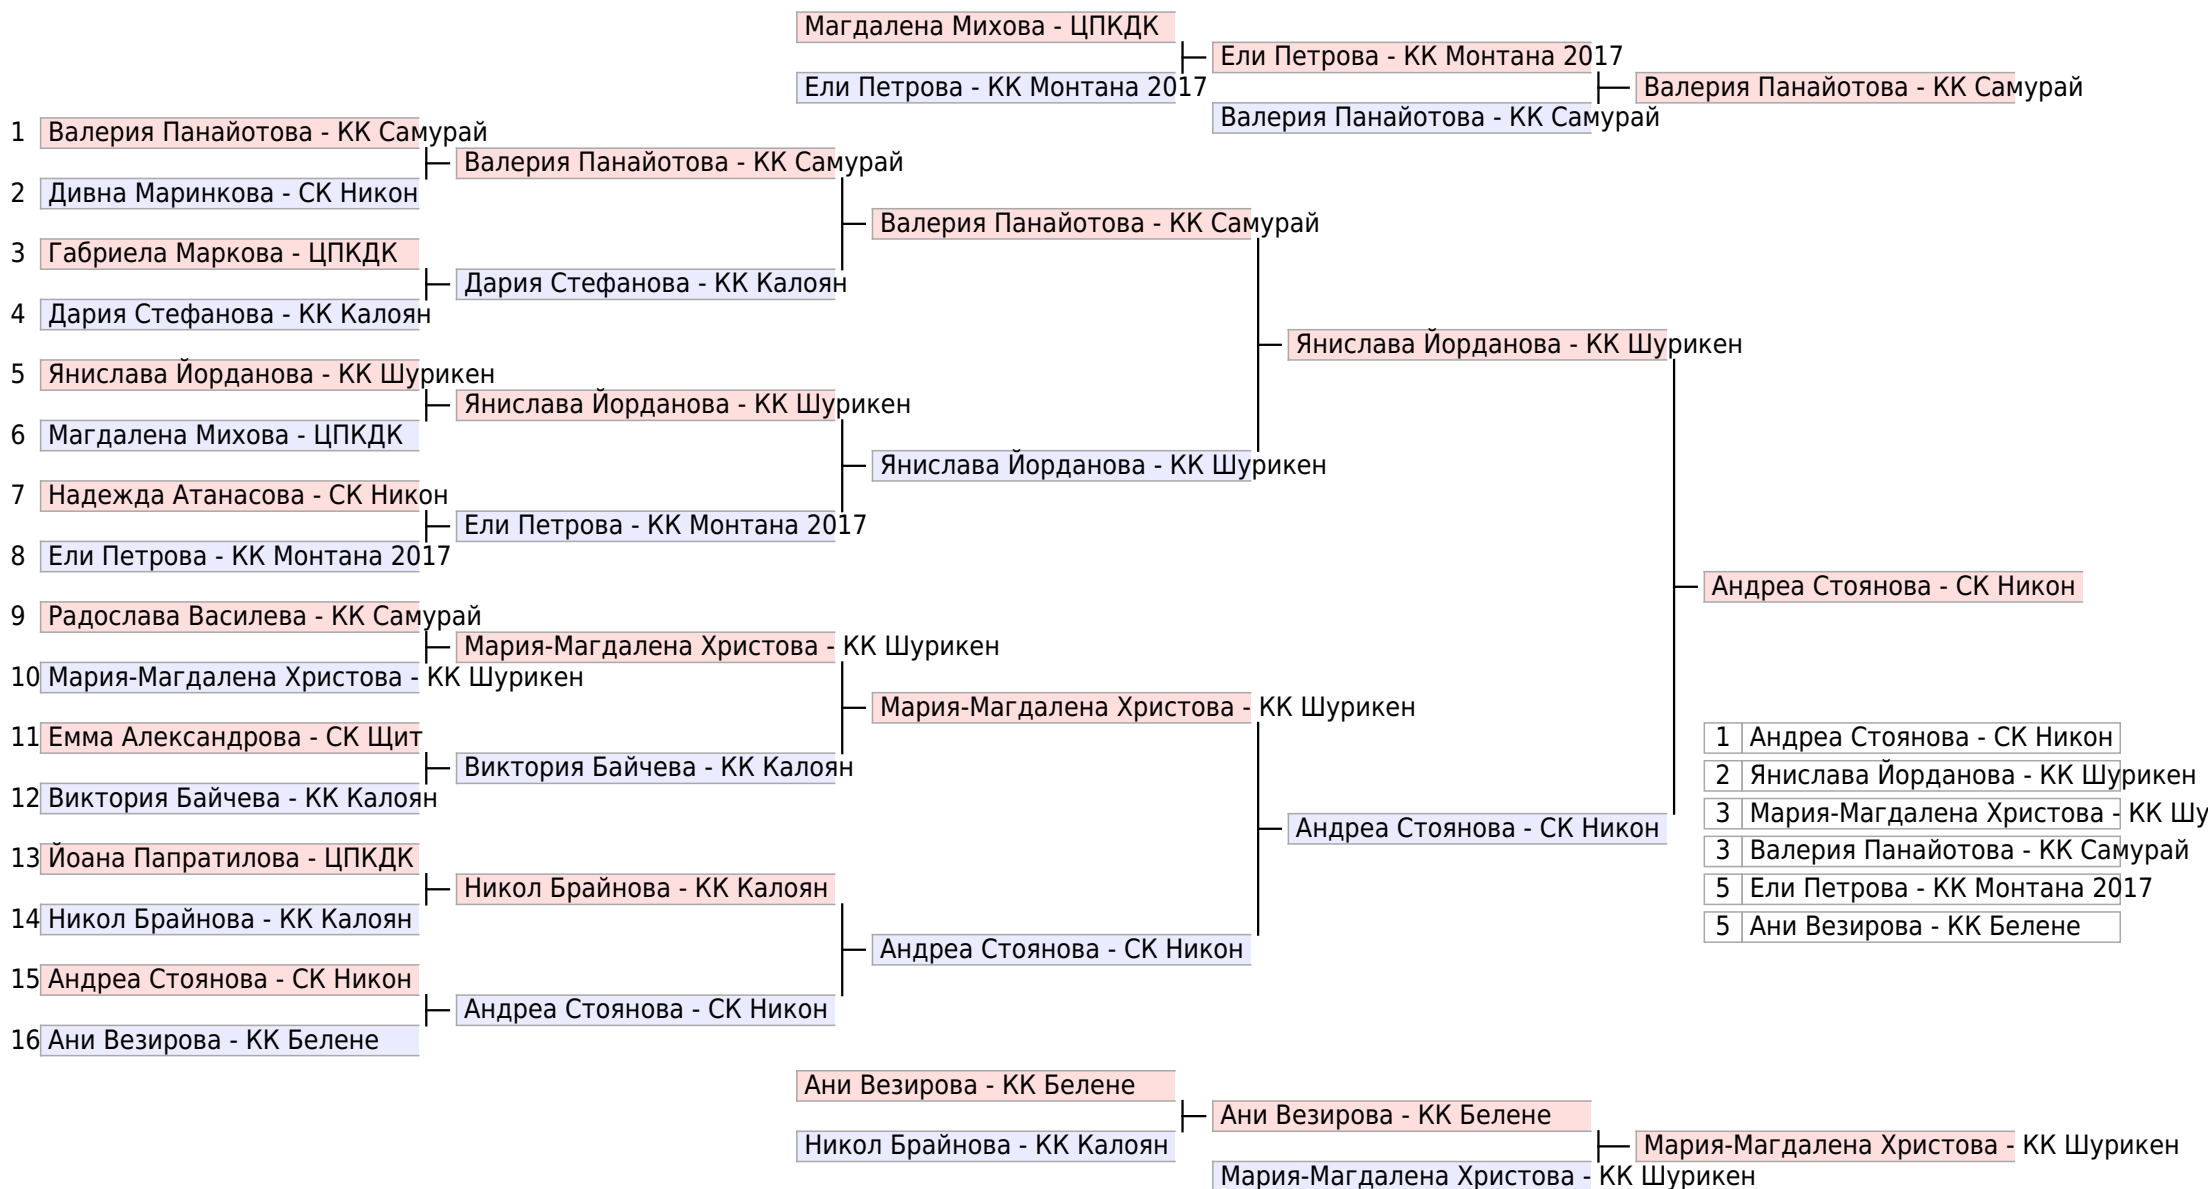 Магдалена Михова - ЦПКДК
Ели Петрова - КК Монтана 2017
Ели Петрова - КК Монтана 2017
Валерия Панайотова - КК Самурай
Валерия Панайотова - КК Самурай
1 Валерия Панайотова - КК Самурай
Валерия Панайотова - КК Самурай
2 Дивна Маринкова - СК Никон
Валерия Панайотова - КК Самурай
3 Габриела Маркова - ЦПКДК
Дария Стефанова - КК Калоян
4 Дария Стефанова - КК Калоян
Янислава Йорданова - КК Шурикен
5 Янислава Йорданова - КК Шурикен
Янислава Йорданова - КК Шурикен
6 Магдалена Михова - ЦПКДК
Янислава Йорданова - КК Шурикен
7 Надежда Атанасова - СК Никон
Ели Петрова - КК Монтана 2017
8 Ели Петрова - КК Монтана 2017
Андреа Стоянова - СК Никон
9 Радослава Василева - КК Самурай
Мария-Магдалена Христова - КК Шурикен
10 Мария-Магдалена Христова - КК Шурикен
Мария-Магдалена Христова - КК Шурикен
11 Емма Александрова - СК Щит
Виктория Байчева - КК Калоян
12 Виктория Байчева - КК Калоян
Андреа Стоянова - СК Никон
13 Йоана Папратилова - ЦПКДК
Никол Брайнова - КК Калоян
14 Никол Брайнова - КК Калоян
Андреа Стоянова - СК Никон
15 Андреа Стоянова - СК Никон
Андреа Стоянова - СК Никон
16 Ани Везирова - КК Белене
1 Андреа Стоянова - СК Никон
2 Янислава Йорданова - КК Шурикен
3 Мария-Магдалена Христова - КК Шу
3 Валерия Панайотова - КК Самурай
5 Ели Петрова - КК Монтана 2017
5 Ани Везирова - КК Белене
Ани Везирова - КК Белене
Ани Везирова - КК Белене
Никол Брайнова - КК Калоян
Мария-Магдалена Христова - КК Шурикен
Мария-Магдалена Христова - КК Шурикен